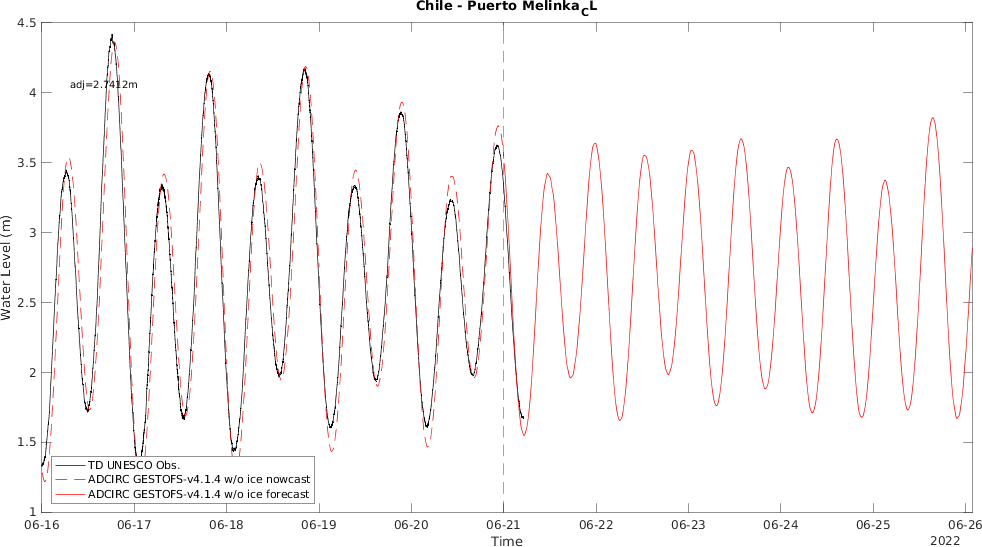 Chile - Puerto Melinka_CL
4.5
4
3.5
3
2.5
2
1.5
1
Water Level (m)
adj=2.7412m
TD UNESCO Obs.
ADCIRC GESTOFS-v4.1.4 w/o ice nowcast
ADCIRC GESTOFS-v4.1.4 w/o ice forecast
06-16 06-17 06-18 06-19 06-20 06-21 06-22 06-23 06-24 06-25 06-26
Time
2022